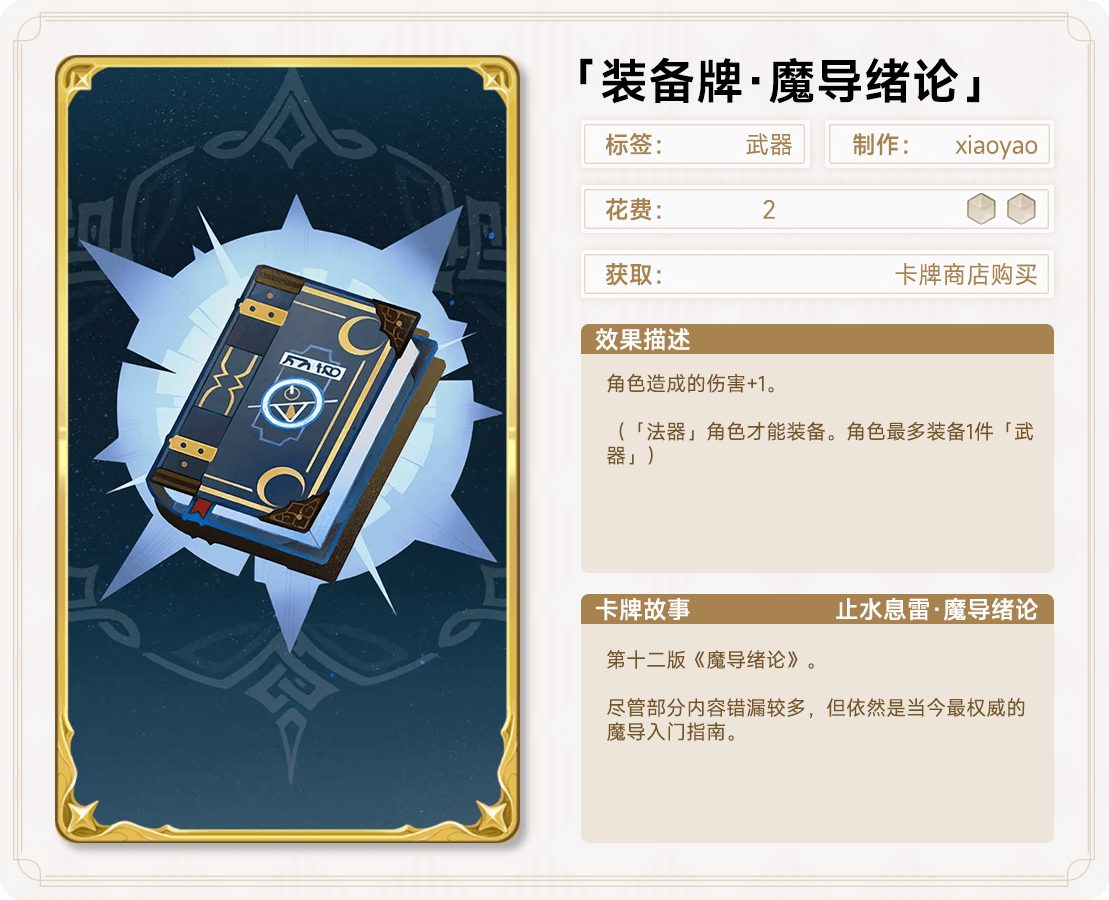 「装备牌·魔导绪论」
标签： 武器
制作： xiaoyao
花费： 2
获取： 卡牌商店购买
效果描述
角色造成的伤害+1。
（「法器」角色才能装备。角色最多装备1件「武
器」）
卡牌故事 止水息雷·魔导绪论
第十二版《魔导绪论》。
尽管部分内容错漏较多，但依然是当今最权威的
魔导入门指南。